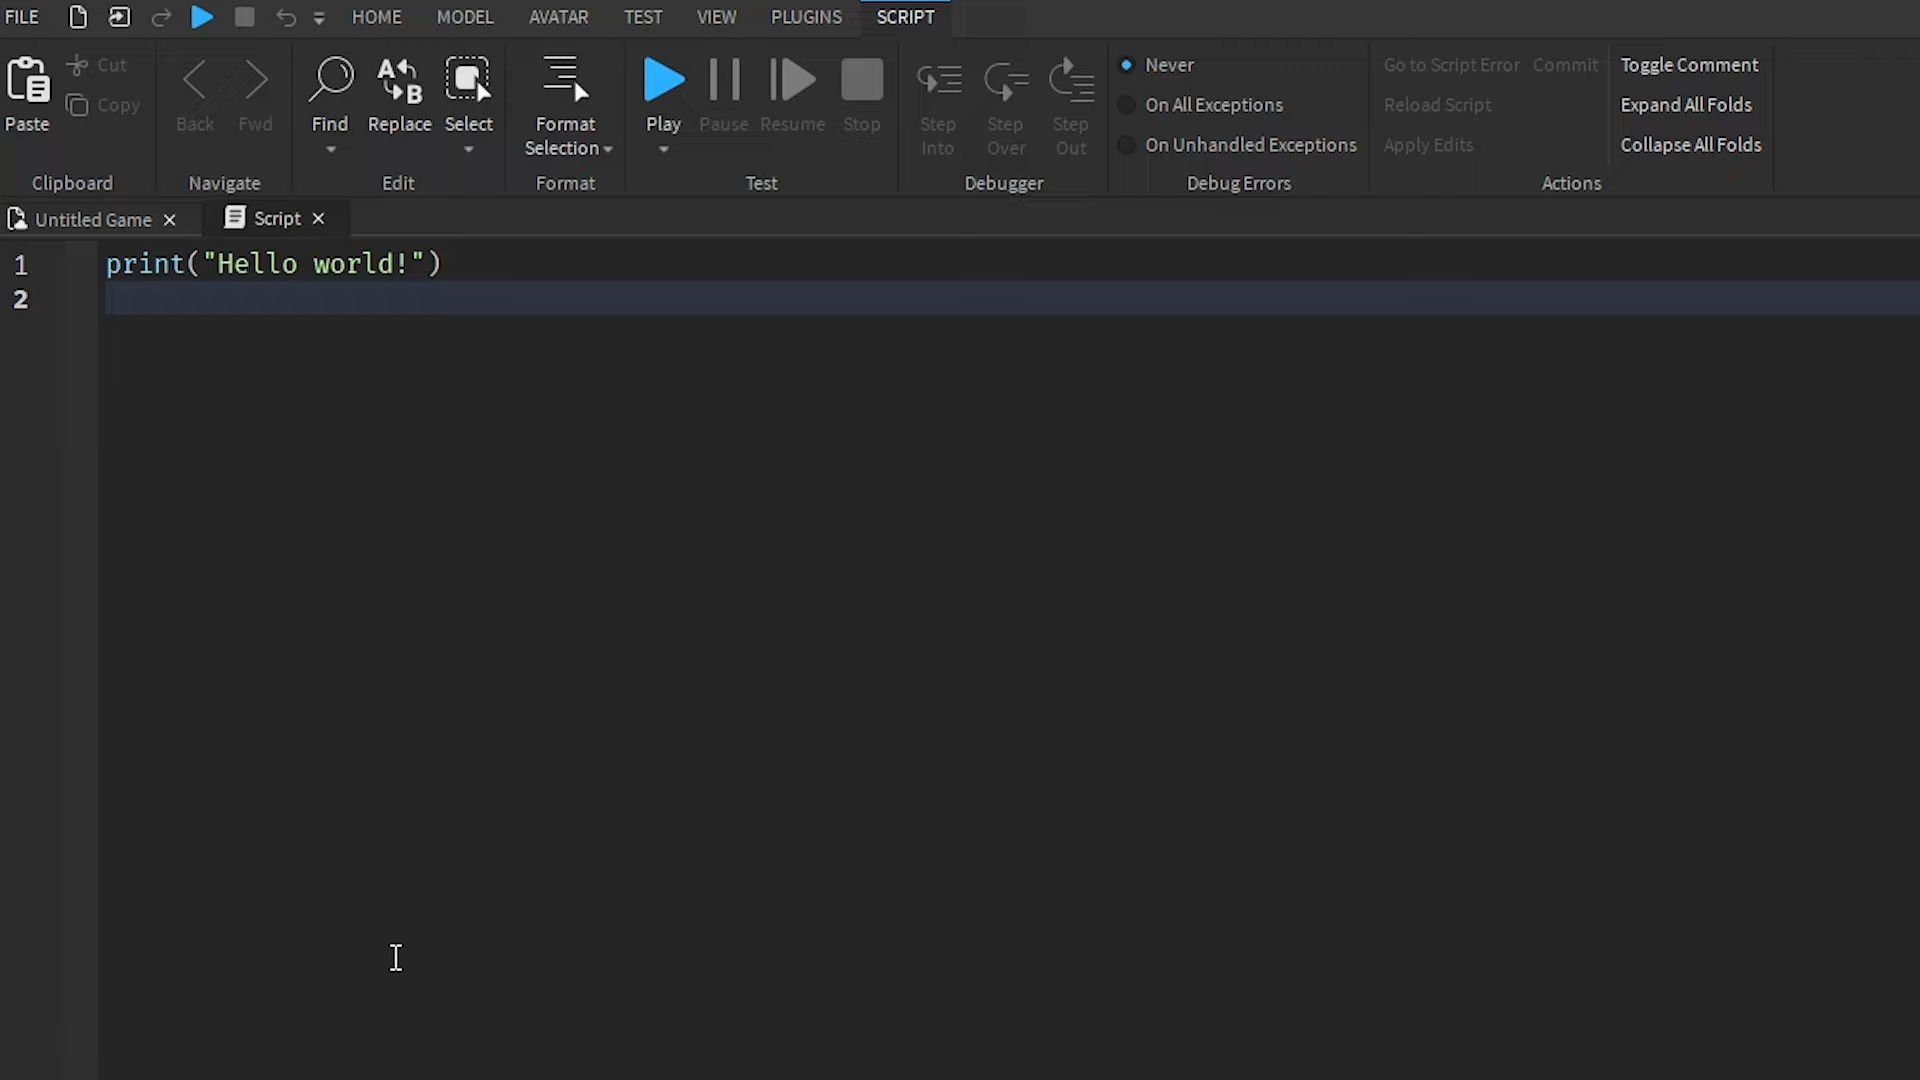 FILE HOME MODEL AVATAR TEST VIEW PLUGINS SCRIPT
Paste
Cut
Copy
Clipboard
Back Fwd
Navigate
Find Replace Select
Edit
Format
Selection
Format
Play Pause Resume Stop
Test
Step Into
Step Over
Step Out
Debugger
Never
On All Exceptions
On Unhandled Exceptions
Debug Errors
Go to Script Error Commit
Reload Script
Apply Edits
Toggle Comment
Expand All Folds
Collapse All Folds
Actions
Untitled Game Script
1 print("Hello world!")
2